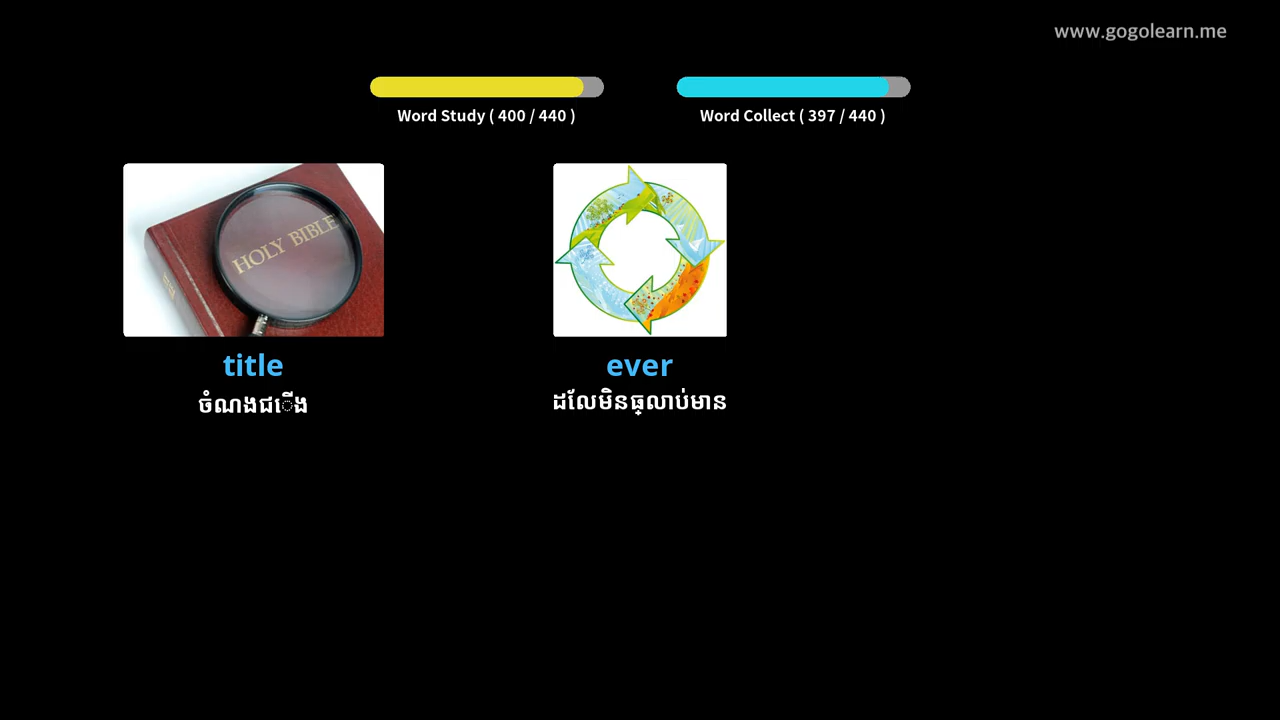 www.gogolearn.me
Word Study ( 400 / 440 )
Word Collect ( 397 / 440 )
HOLY BIBLE
title
ever
ចំណងជើង
ដែលមិនធ្លាប់មាន